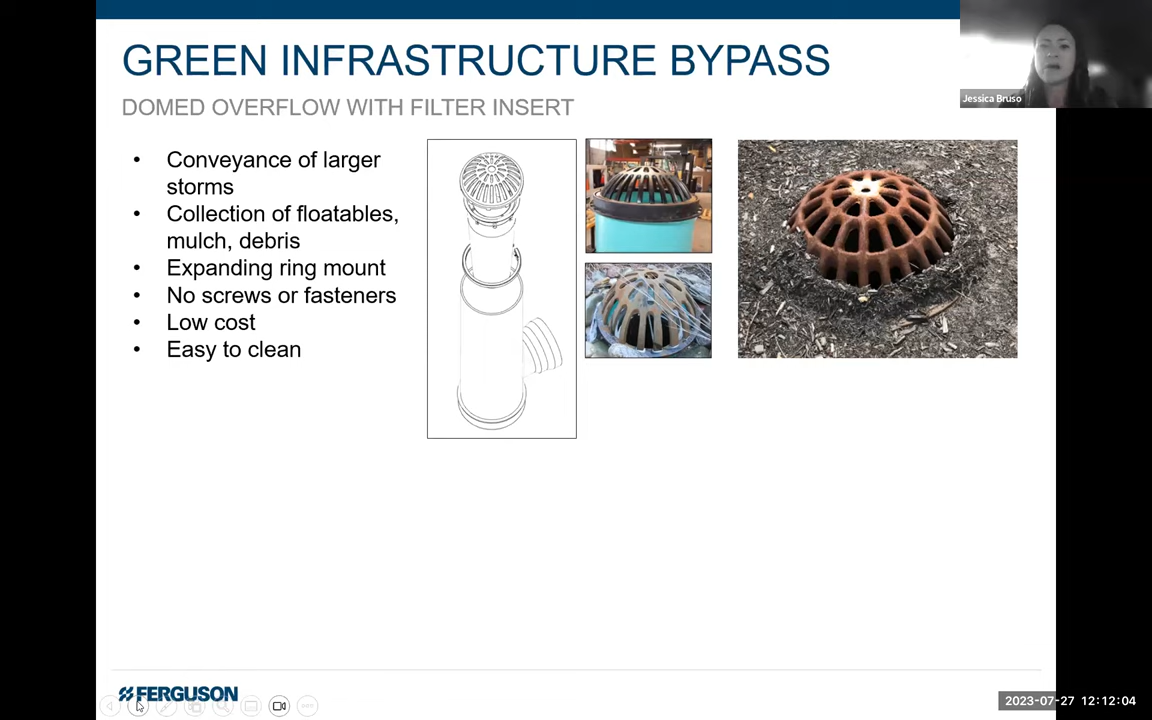 GREEN INFRASTRUCTURE BYPASS
Jessica Bruso
DOMED OVERFLOW WITH FILTER INSERT
• Conveyance of larger
storms
• Collection of floatables,
mulch, debris
• Expanding ring mount
• No screws or fasteners
• Low cost
• Easy to clean
FERGUSON
2023-07-27 12:12:04